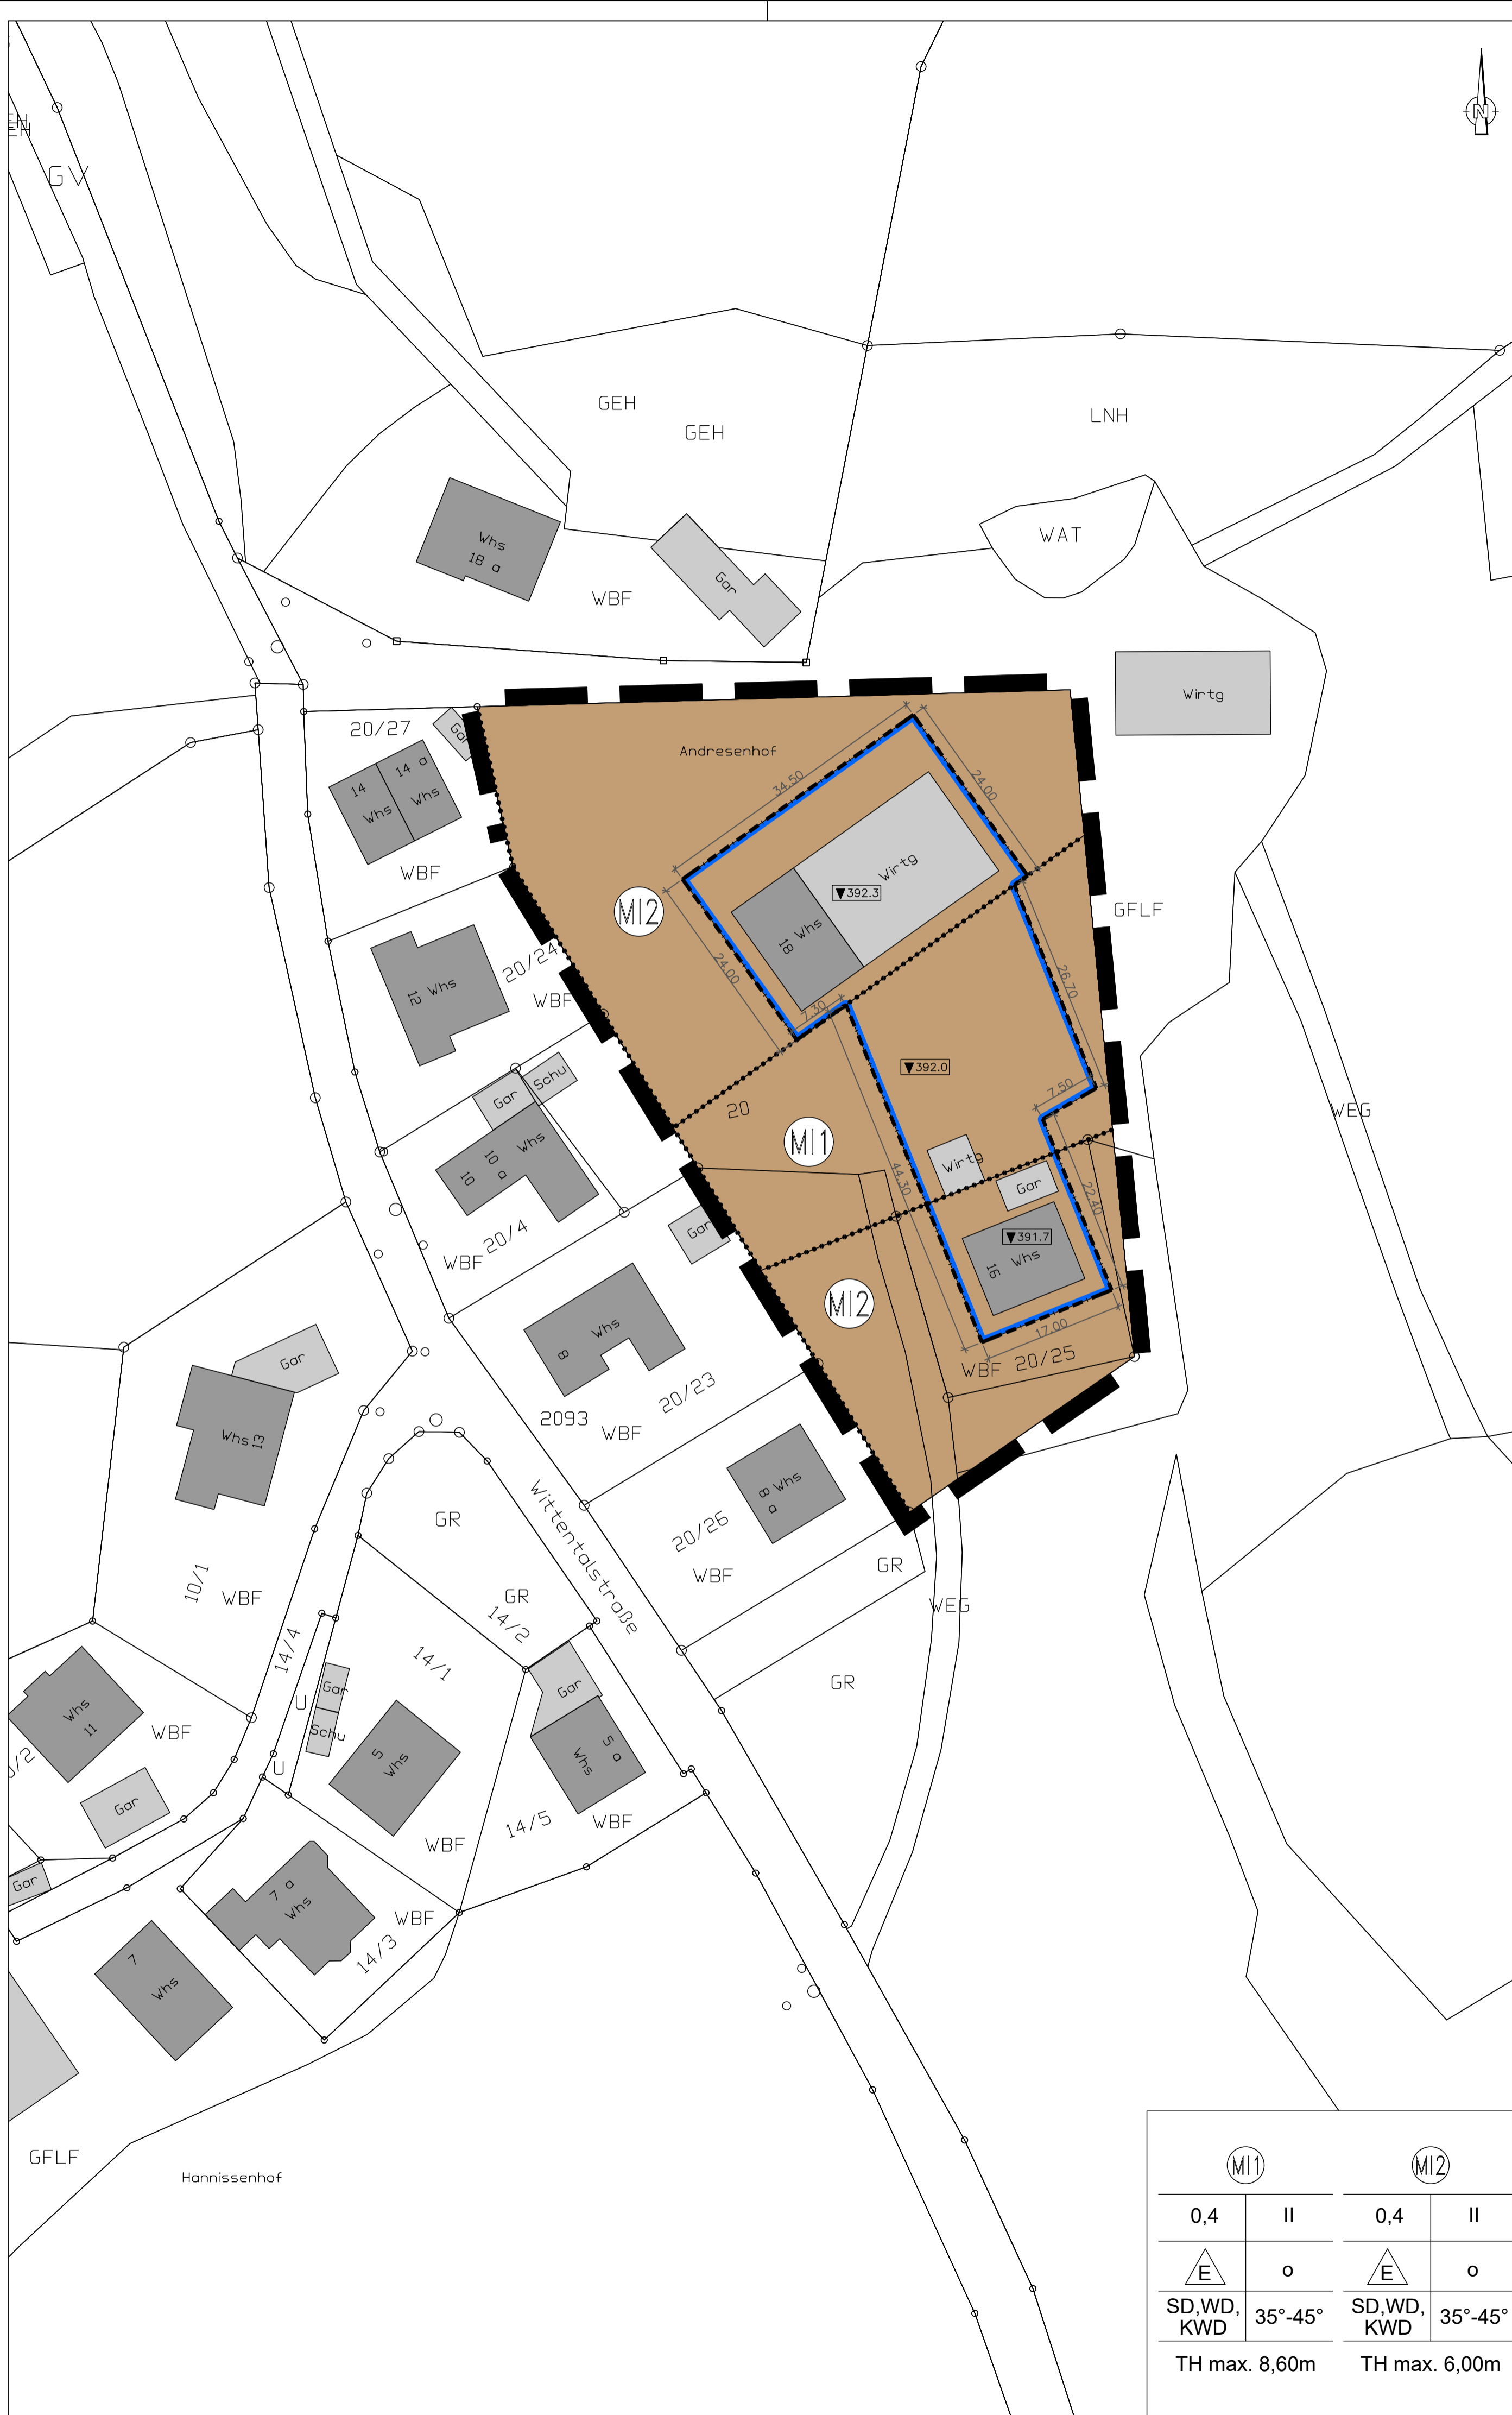 N
GV
GEH
GEH
LNH
WAT
Whs
18 a
Gar
WBF
Wirtg
20/27
Gar
Andresenhof
14
Whs
14 a
Whs
WBF
34.50
24.00
Wirtg
▼392.3
MI2
18 Whs
24.00
7.30
GFLF
12 Whs
20/24
WBF
26.70
▼392.0
7.50
WEG
Gar
Schu
10
10 a
Whs
20
MI1
Wirtg
Gar
44.30
22.40
WBF 20/4
Gar
▼391.7
16 Whs
MI2
17.00
WBF 20/25
8 Whs
Gar
Whs 13
2093
WBF
20/23
8 a Whs
20/26
WBF
GR
GR
Wittentalstraße
GR
WEG
GR
10/1
WBF
14/4
14/2
14/1
U
Gar
Schu
U
Whs
11
WBF
Gar
Gar
5
Whs
WBF
Gar
5 a
Whs
14/5
WBF
7 a
Whs
WBF
14/3
7
Whs
GFLF
Hannissenhof
MI1 MI2
0,4 II 0,4 II
E o E o
SD,WD, KWD 35°-45° SD,WD, KWD 35°-45°
TH max. 8,60m TH max. 6,00m